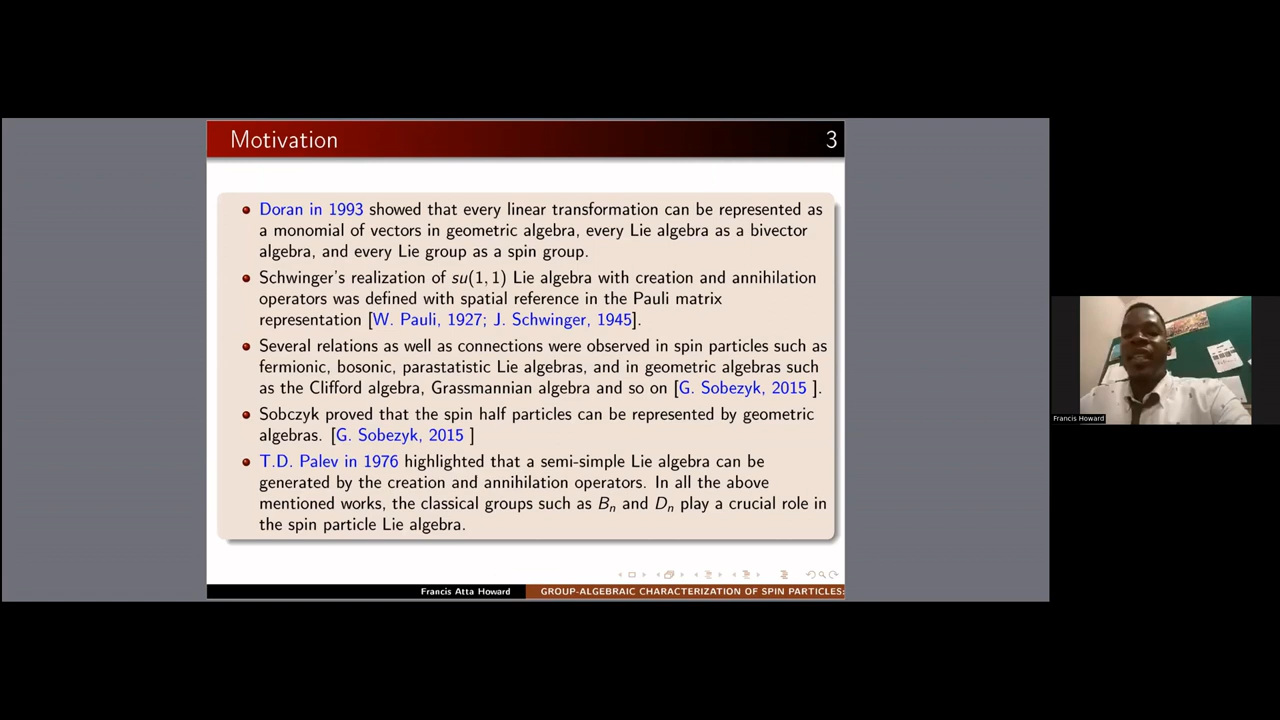 Motivation 3
Doran in 1993 showed that every linear transformation can be represented as
a monomial of vectors in geometric algebra, every Lie algebra as a bivector
algebra, and every Lie group as a spin group.
Schwinger's realization of su(1, 1) Lie algebra with creation and annihilation
operators was defined with spatial reference in the Pauli matrix
representation [W. Pauli, 1927; J. Schwinger, 1945].
Several relations as well as connections were observed in spin particles such as
fermionic, bosonic, parastatistic Lie algebras, and in geometric algebras such
as the Clifford algebra, Grassmannian algebra and so on [G. Sobezyk, 2015 ].
Sobczyk proved that the spin half particles can be represented by geometric
algebras. [G. Sobezyk, 2015 ]
T.D. Palev in 1976 highlighted that a semi-simple Lie algebra can be
generated by the creation and annihilation operators. In all the above
mentioned works, the classical groups such as Bn and Dn play a crucial role in
the spin particle Lie algebra.
Francis Atta Howard GROUP-ALGEBRAIC CHARACTERIZATION OF SPIN PARTICLES:
Francis Howard